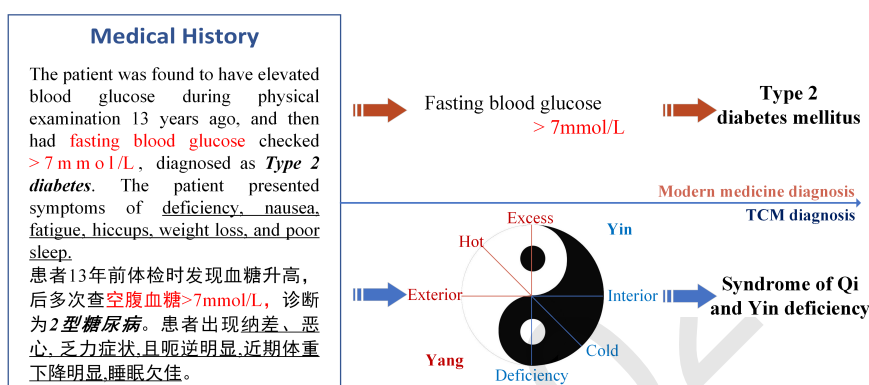 Medical History
The patient was found to have elevated
blood glucose during physical
examination 13 years ago, and then
had fasting blood glucose checked
>7mmol/L, diagnosed as Type 2
diabetes. The patient presented
symptoms of deficiency, nausea,
fatigue, hiccups, weight loss, and poor
sleep.
患者13年前体检时发现血糖升高，
后多次查空腹血糖>7mmol/L，诊断
为2型糖尿病。患者出现纳差、恶
心, 乏力症状,且呃逆明显,近期体重
下降明显,睡眠欠佳。
Fasting blood glucose
> 7mmol/L
Type 2
diabetes mellitus
Modern medicine diagnosis
TCM diagnosis
Excess
Yin
Hot
Exterior
Interior
Cold
Yang
Deficiency
Syndrome of Qi
and Yin deficiency